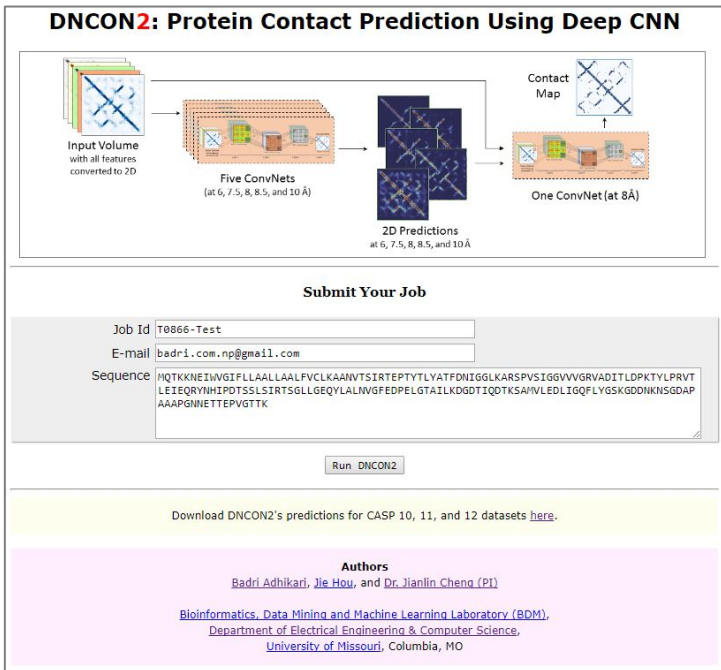 DNCON2: Protein Contact Prediction Using Deep CNN
Contact
Map
Input Volume
with all features
converted to 2D
Five ConvNets
(at 6, 7.5, 8, 8.5, and 10 Å)
One ConvNet (at 8Å)
2D Predictions
at 6, 7.5, 8, 8.5, and 10 Å
Submit Your Job
Job Id T0866-Test
E-mail badri.com.np@gmail.com
Sequence MQTKKNEIWVGIFLLAALLAALFVCLKAANVTSIRTEPTYTLYATFDNIGGLKARSPVSIGGVVVGRVADITLDPKTYLPRVT
LEIEQRYNHIPDTSSLSIRTSGLLGEQYLALNVGFEDPELGTAILKDGDTIQDTKSAMVLEDLIGQFLYGSKGDDNKNSGDAP
AAAPGNNETTEPVGTTK
Run DNCON2
Download DNCON2's predictions for CASP 10, 11, and 12 datasets here.
Authors
Badri Adhikari, Jie Hou, and Dr. Jianlin Cheng (PI)
Bioinformatics, Data Mining and Machine Learning Laboratory (BDM),
Department of Electrical Engineering & Computer Science,
University of Missouri, Columbia, MO